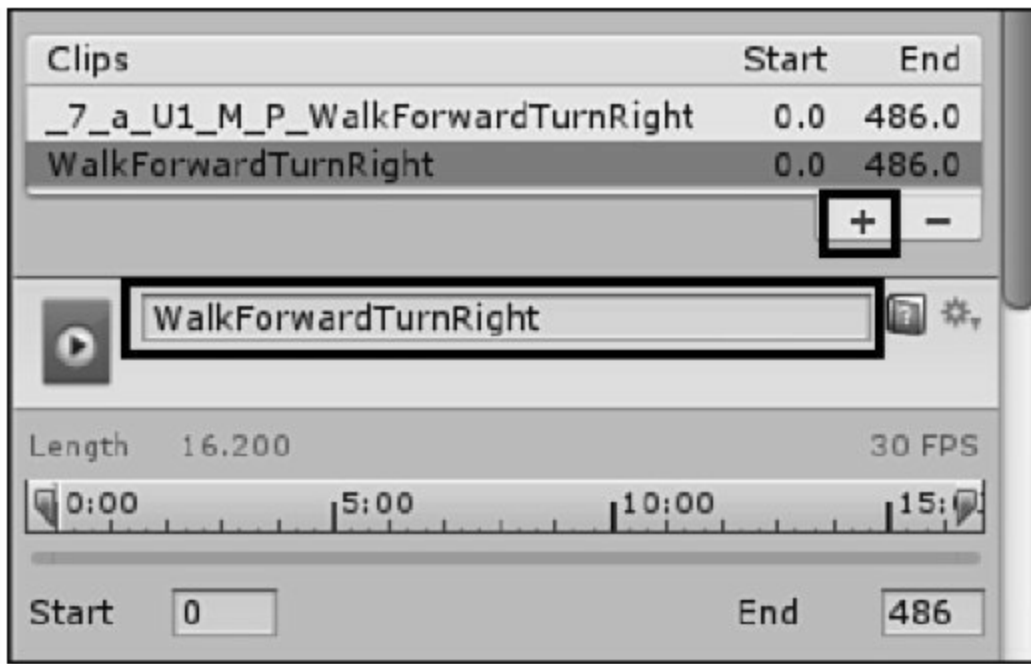 Clips Start End
_7_a_U1_M_P_WalkForwardTurnRight 0.0 486.0
WalkForwardTurnRight 0.0 486.0
+ −
WalkForwardTurnRight
Length 16.200 30 FPS
0:00 5:00 10:00 15:
Start 0 End 486